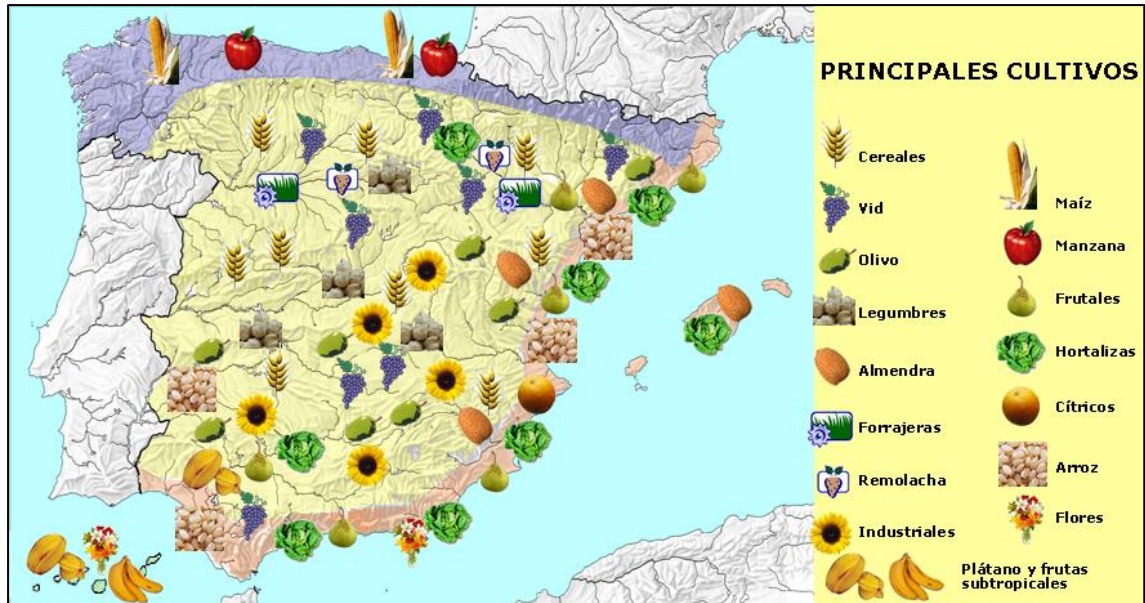 PRINCIPALES CULTIVOS
Cereales
Vid
Olivo
Legumbres
Almendra
Forrajeras
Remolacha
Industriales
Maíz
Manzana
Frutales
Hortalizas
Cítricos
Arroz
Flores
Plátano y frutas
subtropicales